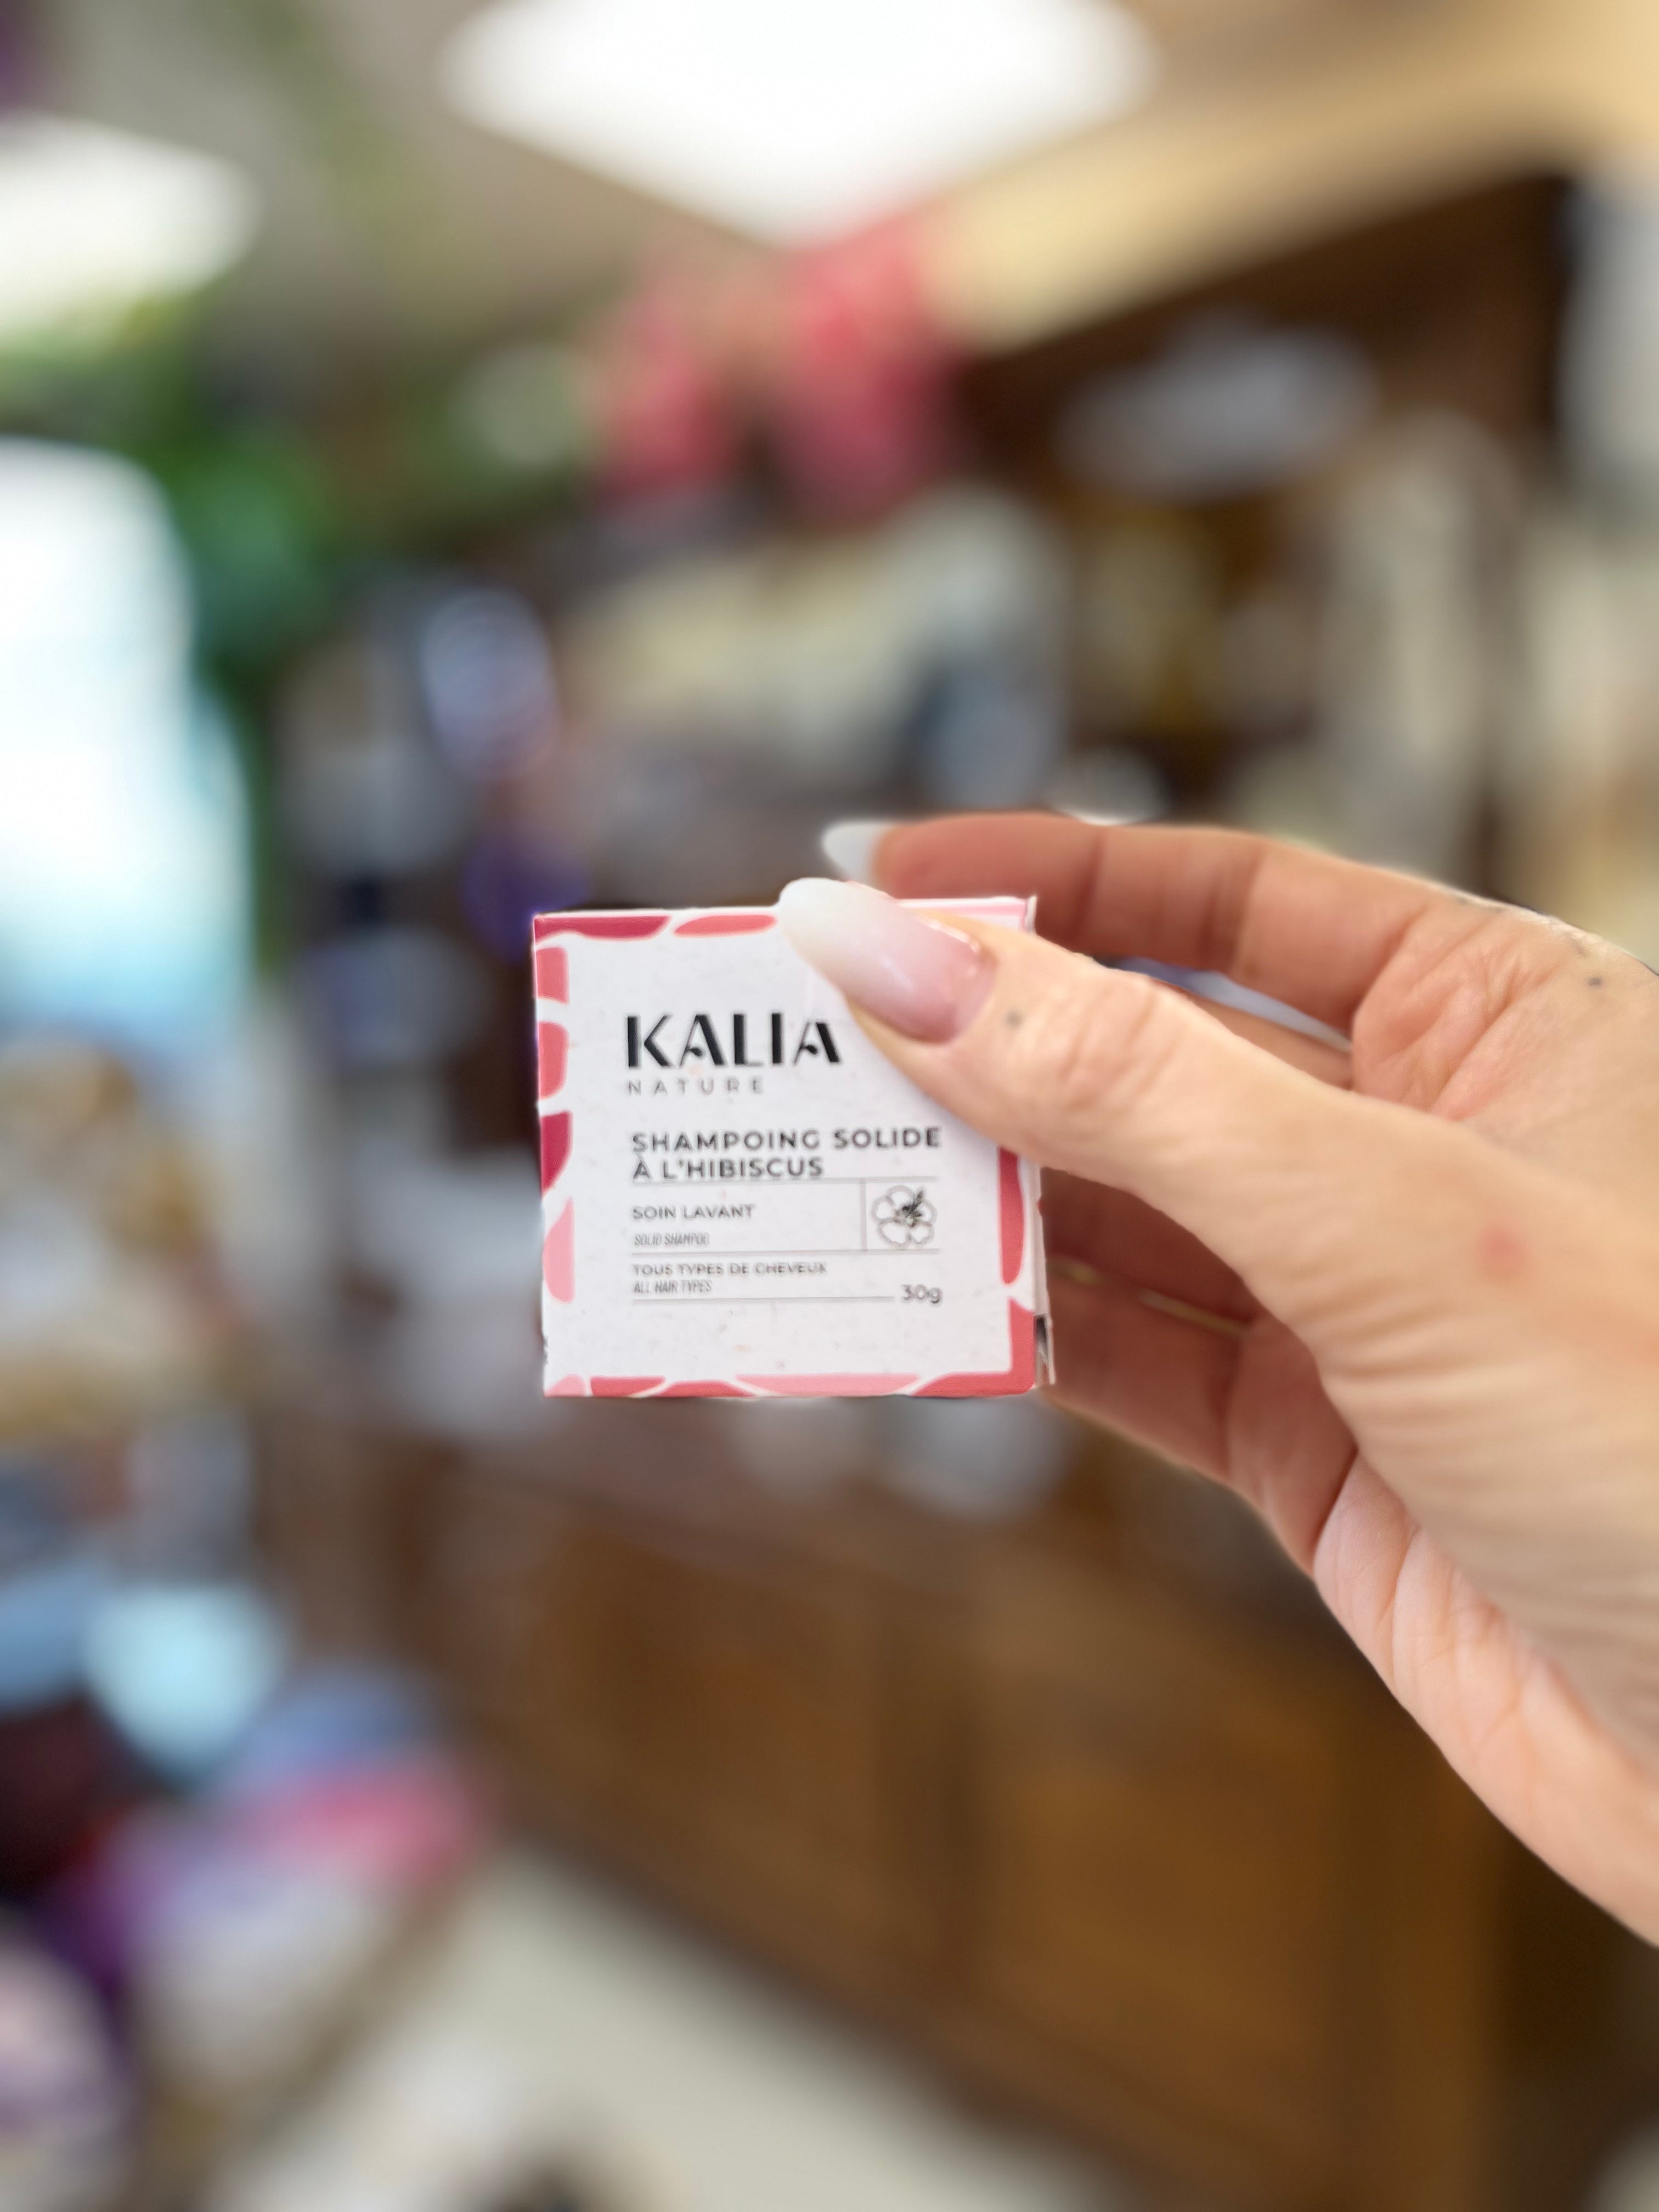 KALIA
NATURE
SHAMPOING SOLIDE
À L'HIBISCUS
SOIN LAVANT
SOLID SHAMPOO
TOUS TYPES DE CHEVEUX
ALL HAIR TYPES
30g